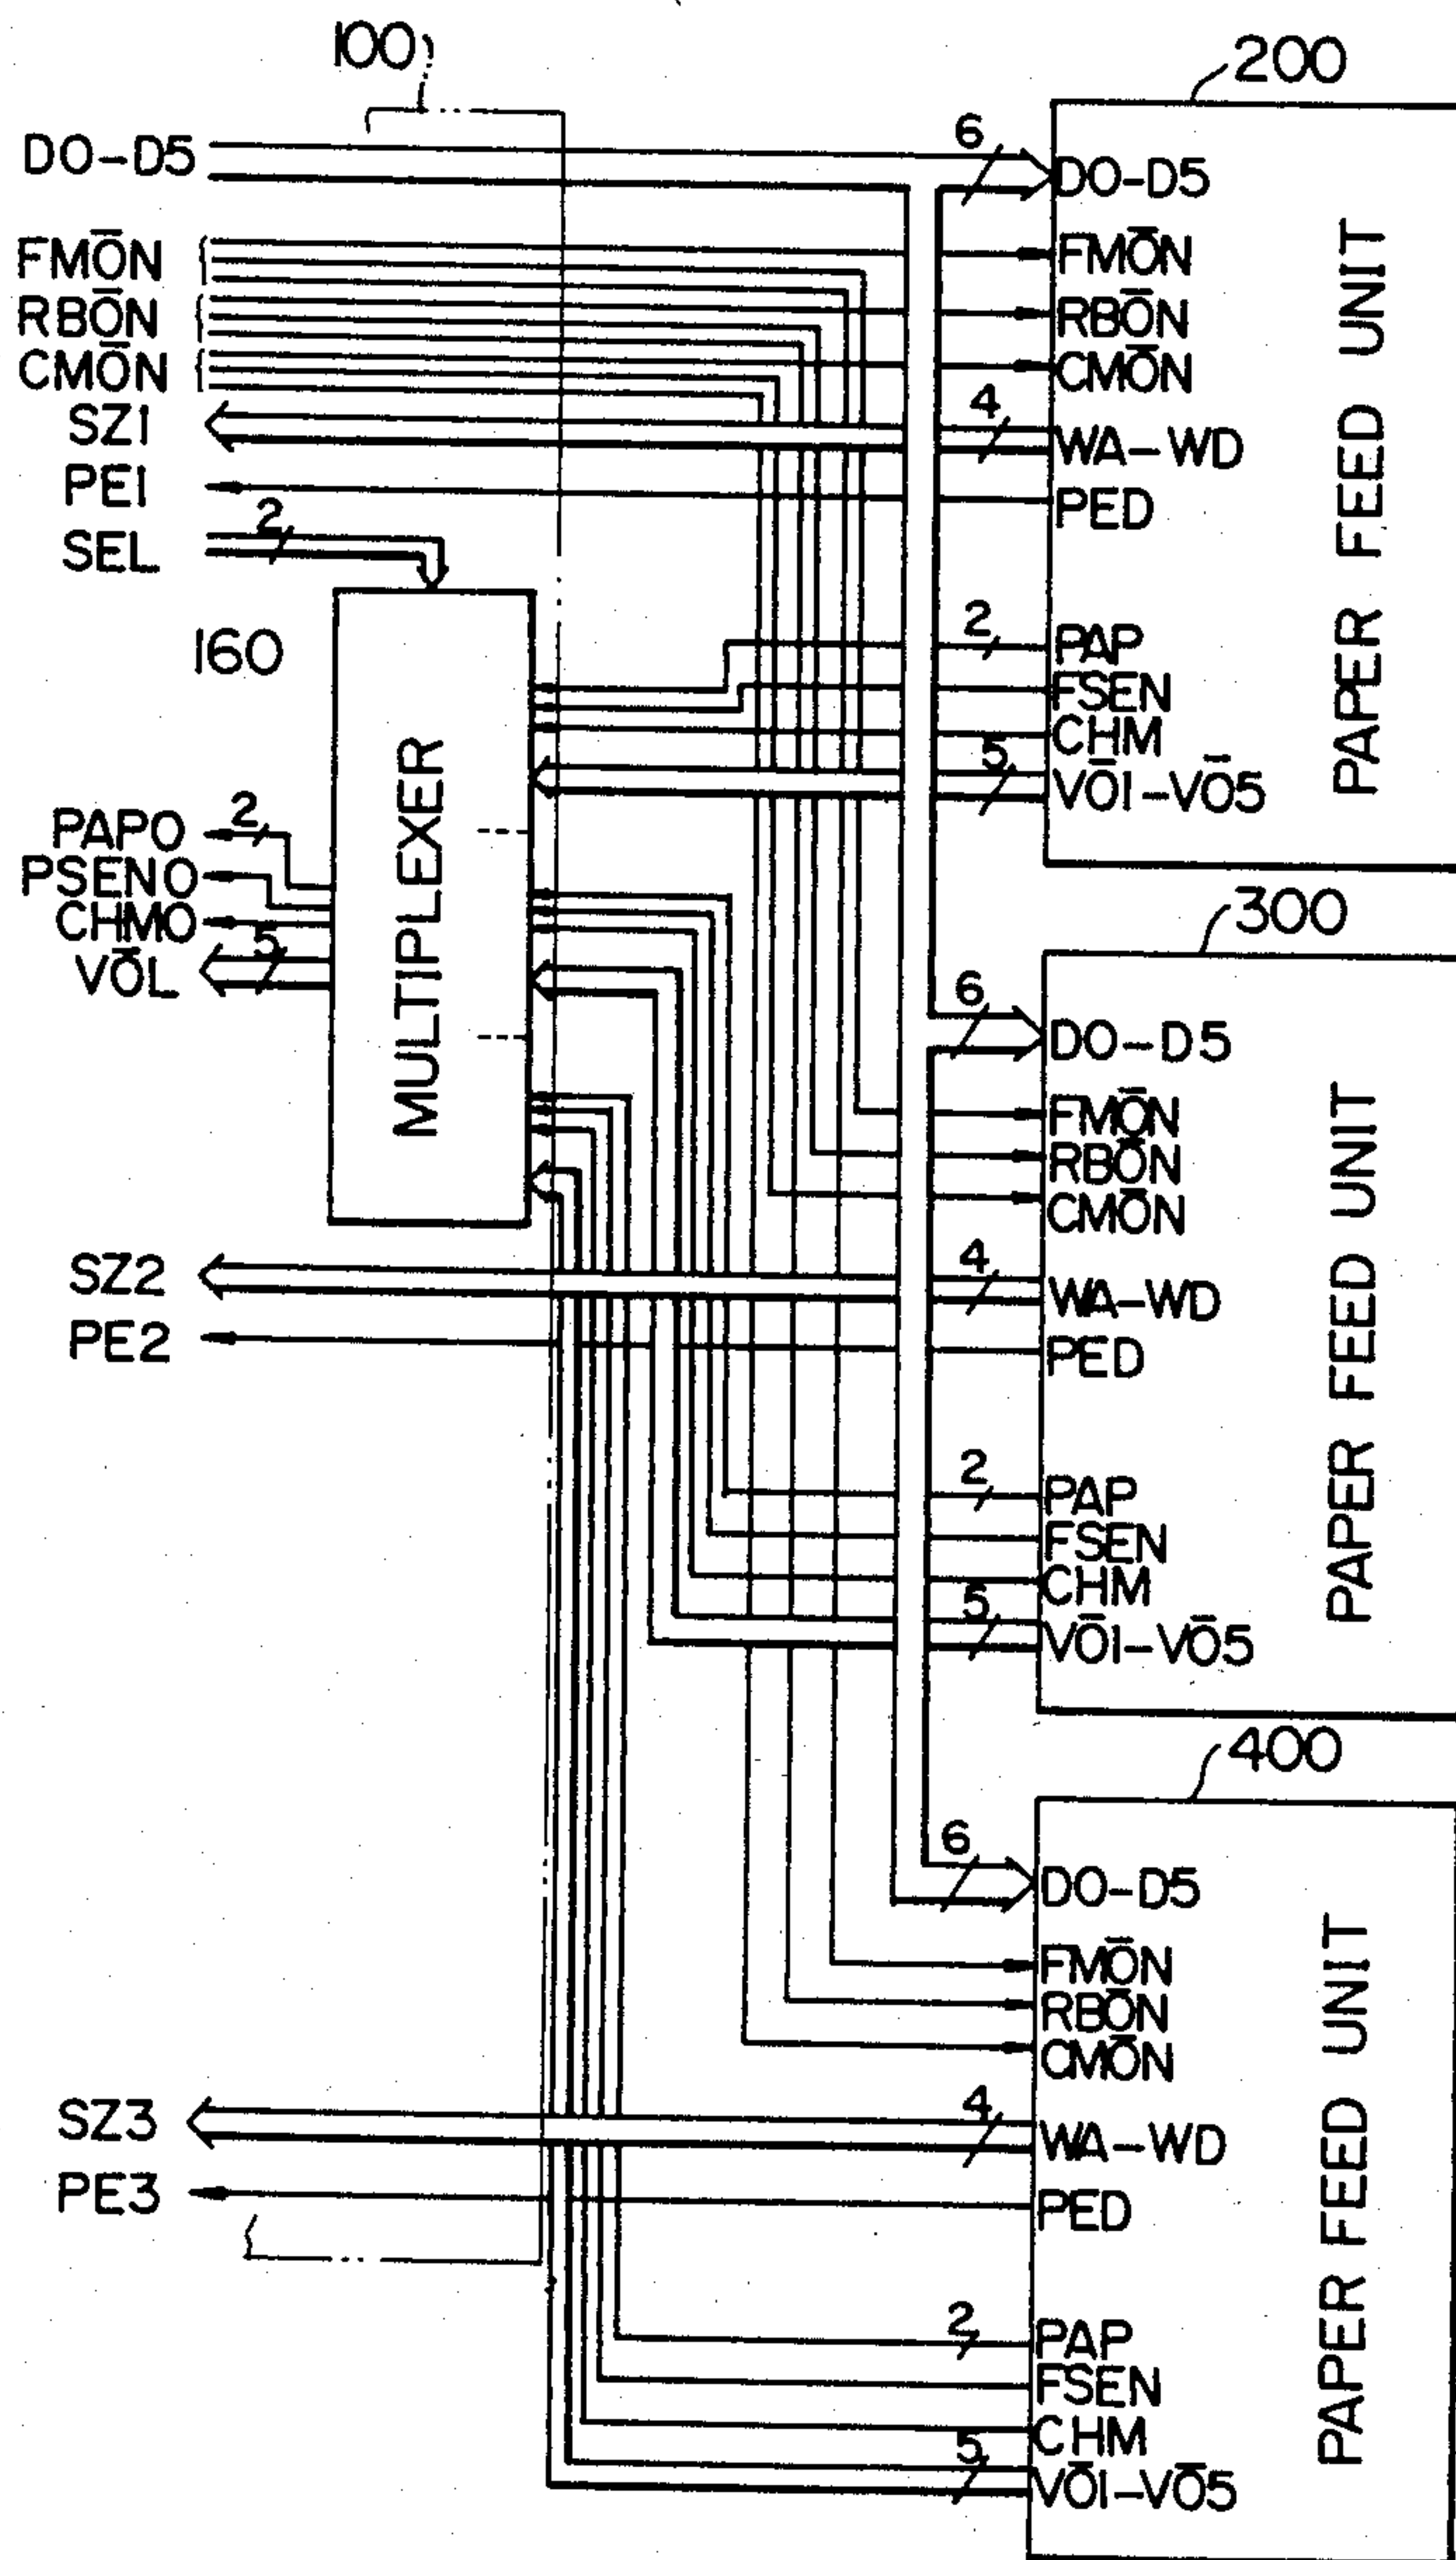 100
200
DO-D5
6
DO-D5
FMŌN
FMŌN
RBŌN
RBŌN
CMŌN
CMŌN
SZ1
4
WA-WD
PE1
PED
SEL
2
160
MULTIPLEXER
2
PAP
FSEN
CHM
5
VŌ1-VŌ5
PAPER FEED UNIT
PAPO
2
PSENO
CHMO
VŌL
5
300
6
DO-D5
FMŌN
RBŌN
CMŌN
SZ2
4
WA-WD
PE2
PED
2
PAP
FSEN
CHM
5
VŌ1-VŌ5
PAPER FEED UNIT
400
6
DO-D5
FMŌN
RBŌN
CMŌN
SZ3
4
WA-WD
PE3
PED
2
PAP
FSEN
CHM
5
VŌ1-VŌ5
PAPER FEED UNIT